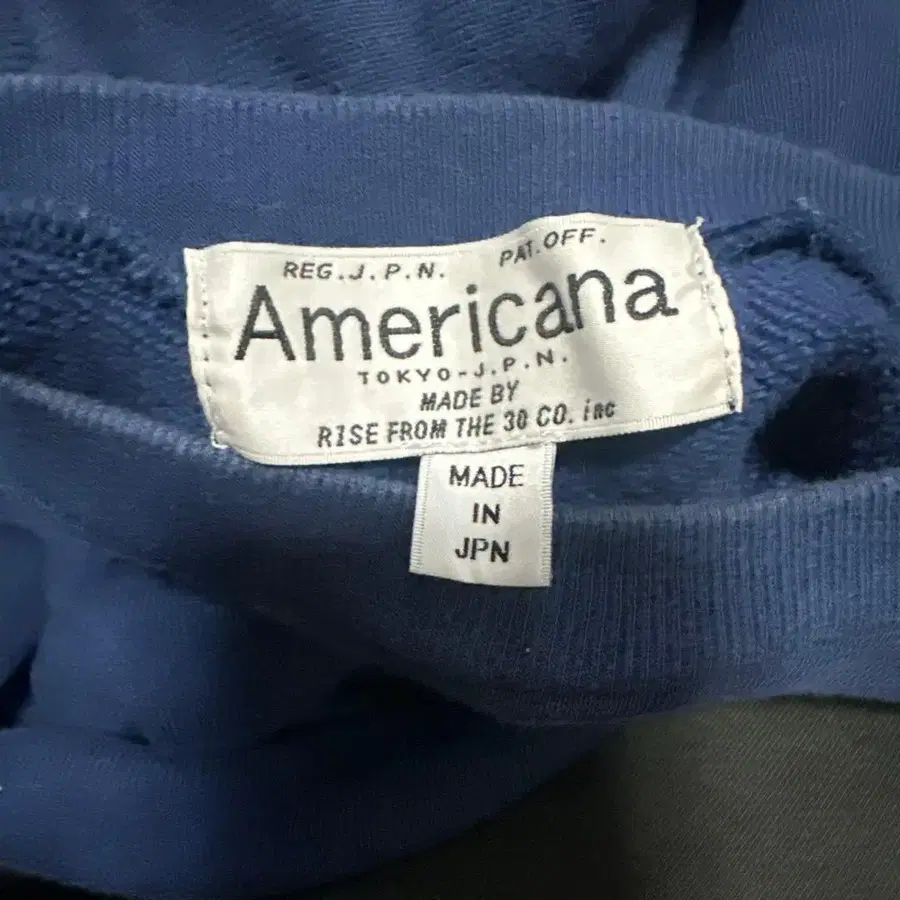 REG.J.P.N. PAT.OFF.
Americana
TOKYO-J.P.N.
MADE BY
RISE FROM THE 30 CO. inc
MADE
IN
JPN